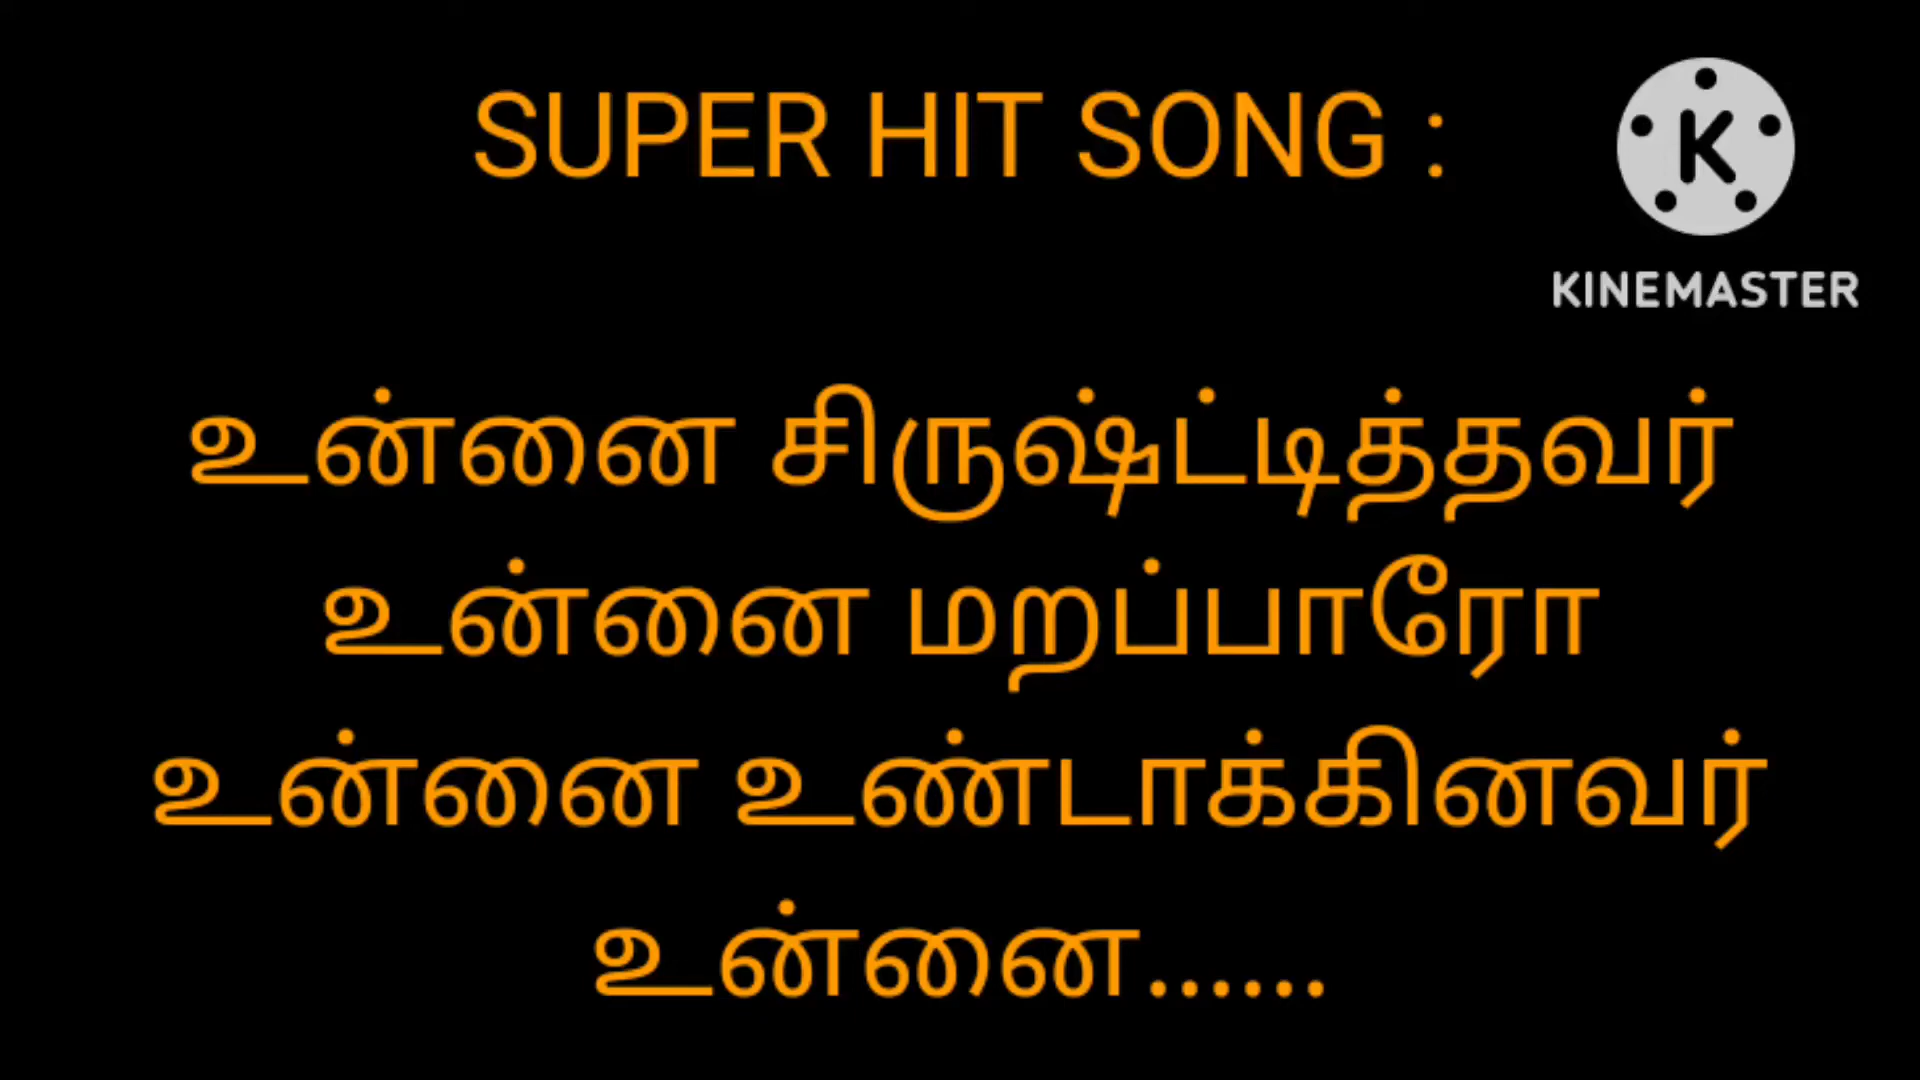 SUPER HIT SONG :
KINEMASTER
உன்னை சிருஷ்ட்டித்தவர்
உன்னை மறப்பாரோ
உன்னை உண்டாக்கினவர்
உன்னை......